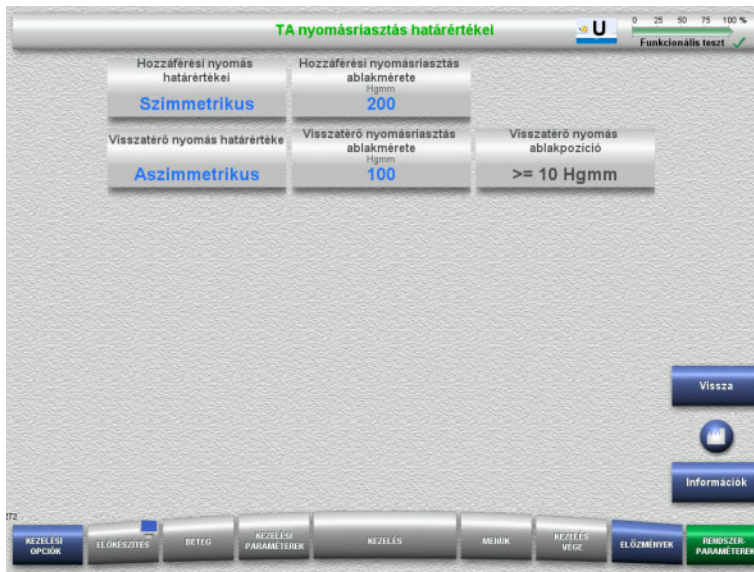 TA nyomásriasztás határértékei
U
0 25 50 75 100 %
Funkcionális teszt
Hozzáférési nyomás
határértékei
Szimmetrikus
Hozzáférési nyomásriasztás
ablakmérete
Hgmm
200
Visszatérő nyomás határértéke
Aszimmetrikus
Visszatérő nyomásriasztás
ablakmérete
Hgmm
100
Visszatérő nyomás
ablakpozíció
>= 10 Hgmm
Vissza
Információk
272
KEZELÉSI
OPCIÓK
ELŐKÉSZÍTÉS
BETEG
KEZELÉSI
PARAMÉTEREK
KEZELÉS
MENÜK
KEZELÉS
VÉGE
ELŐZMÉNYEK
RENDSZER-
PARAMÉTEREK